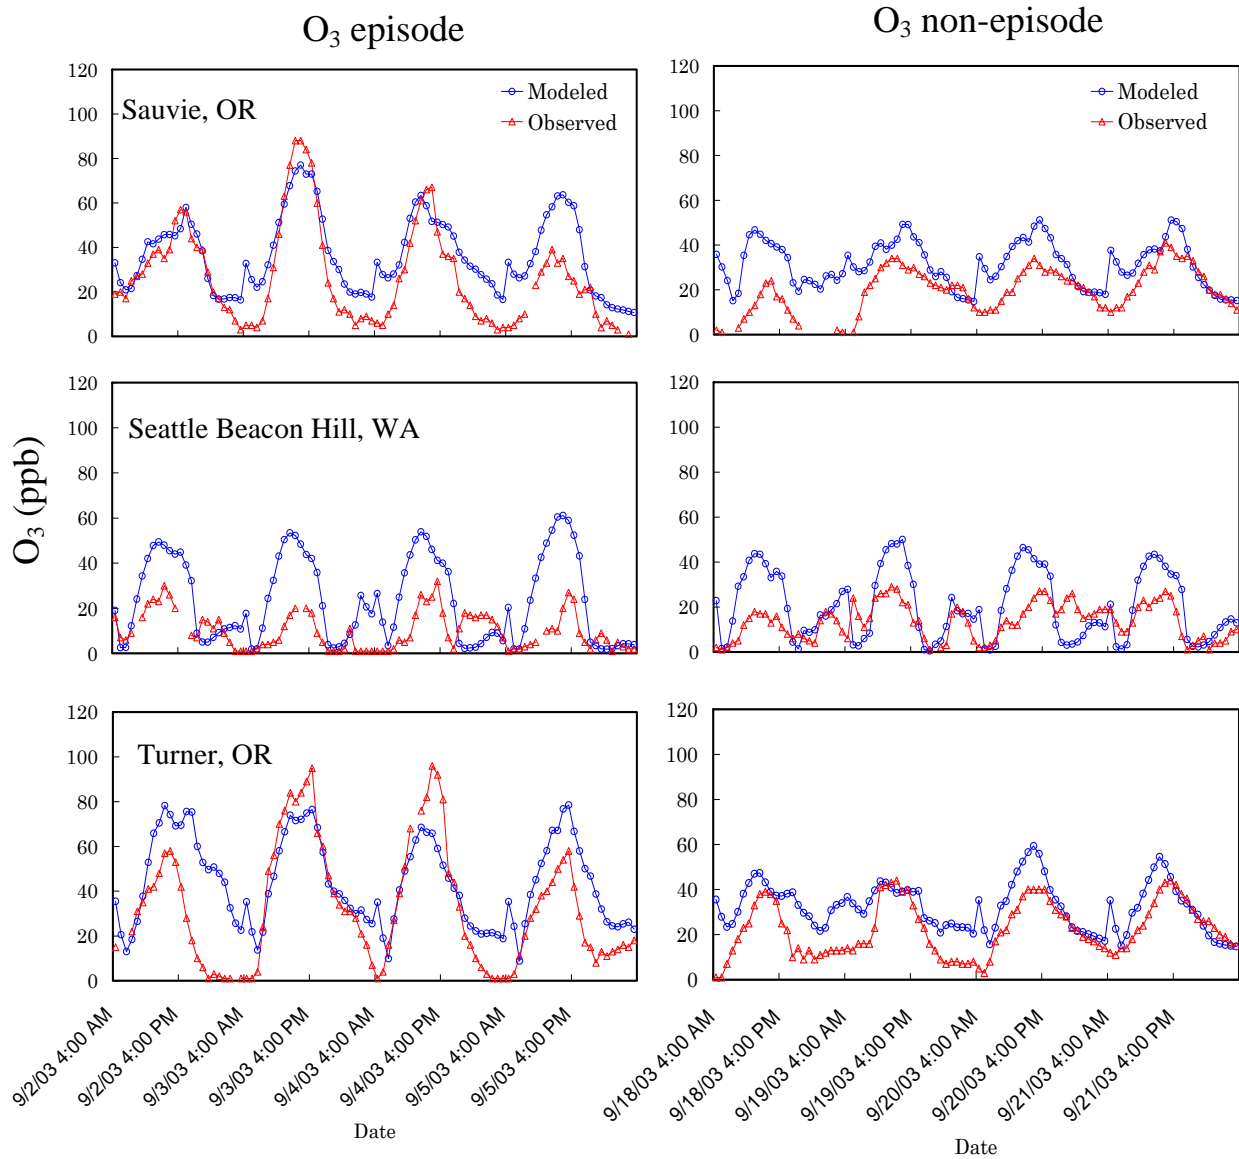 O3 episode
O3 non-episode
120
100
80
60
40
20
0
Sauvie, OR
Modeled
Observed
120
100
80
60
40
20
0
Modeled
Observed
O3 (ppb)
120
100
80
60
40
20
0
Seattle Beacon Hill, WA
120
100
80
60
40
20
0
120
100
80
60
40
20
0
Turner, OR
120
100
80
60
40
20
0
9/2/03 4:00 AM
9/2/03 4:00 PM
9/3/03 4:00 AM
9/3/03 4:00 PM
9/4/03 4:00 AM
9/4/03 4:00 PM
9/5/03 4:00 AM
9/5/03 4:00 PM
Date
9/18/03 4:00 AM
9/18/03 4:00 PM
9/19/03 4:00 AM
9/19/03 4:00 PM
9/20/03 4:00 AM
9/20/03 4:00 PM
9/21/03 4:00 AM
9/21/03 4:00 PM
Date